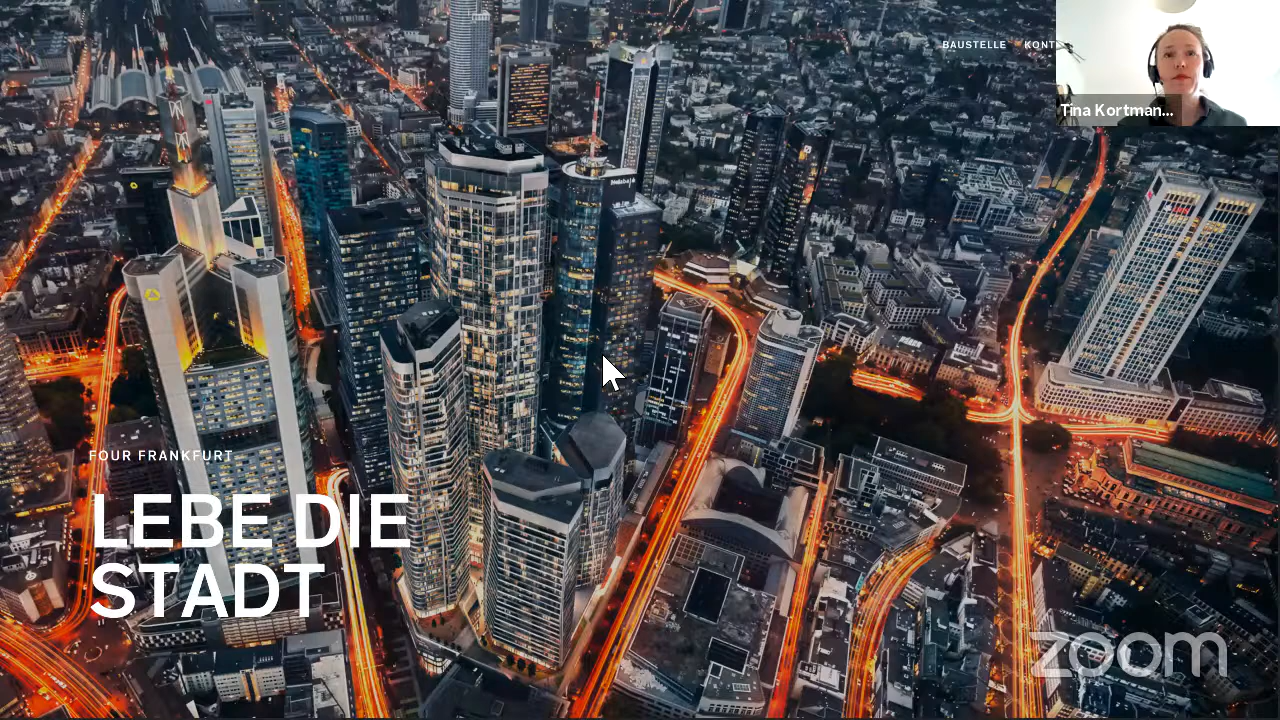 BAUSTELLE
KONT
Tina Kortman...
FOUR FRANKFURT
LEBE DIE
STADT
zoom